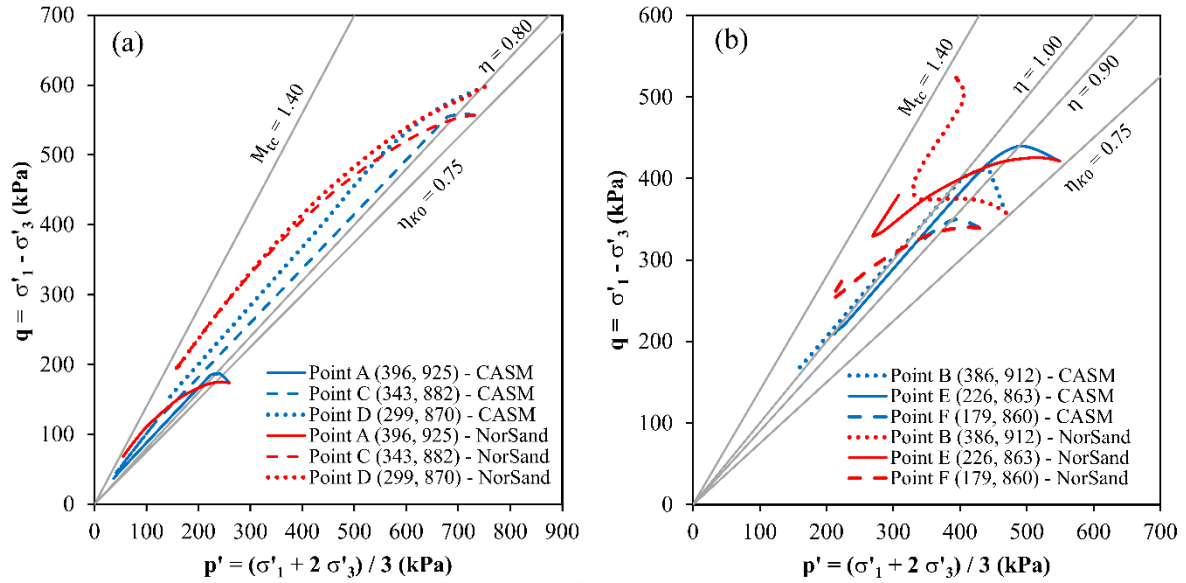 (a)
700
600
500
400
300
200
100
0
q = σ'1 - σ'3 (kPa)
Mtc = 1.40
η = 0.80
ηK0 = 0.75
Point A (396, 925) - CASM
Point C (343, 882) - CASM
Point D (299, 870) - CASM
Point A (396, 925) - NorSand
Point C (343, 882) - NorSand
Point D (299, 870) - NorSand
0 100 200 300 400 500 600 700 800 900
p' = (σ'1 + 2 σ'3) / 3 (kPa)
(b)
600
500
400
300
200
100
0
q = σ'1 - σ'3 (kPa)
Mtc = 1.40
η = 1.00
η = 0.90
ηK0 = 0.75
Point B (386, 912) - CASM
Point E (226, 863) - CASM
Point F (179, 860) - CASM
Point B (386, 912) - NorSand
Point E (226, 863) - NorSand
Point F (179, 860) - NorSand
0 100 200 300 400 500 600 700
p' = (σ'1 + 2 σ'3) / 3 (kPa)